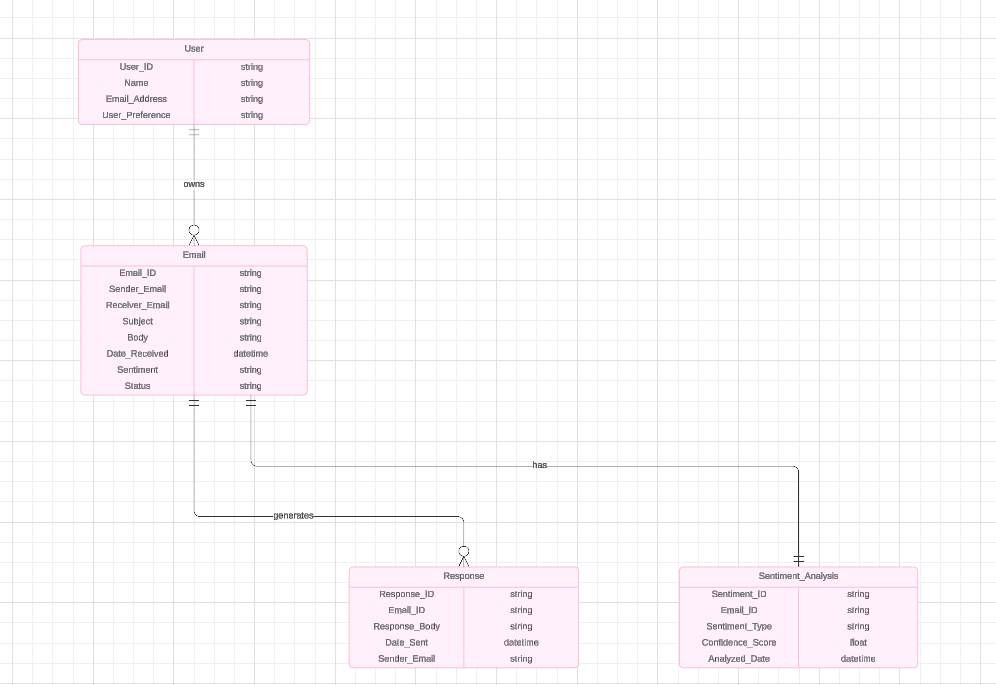 User
User_ID string
Name string
Email_Address string
User_Preference string
owns
Email
Email_ID string
Sender_Email string
Receiver_Email string
Subject string
Body string
Date_Received datetime
Sentiment string
Status string
has
generates
Response
Response_ID string
Email_ID string
Response_Body string
Date_Sent datetime
Sender_Email string
Sentiment_Analysis
Sentiment_ID string
Email_ID string
Sentiment_Type string
Confidence_Score float
Analyzed_Date datetime